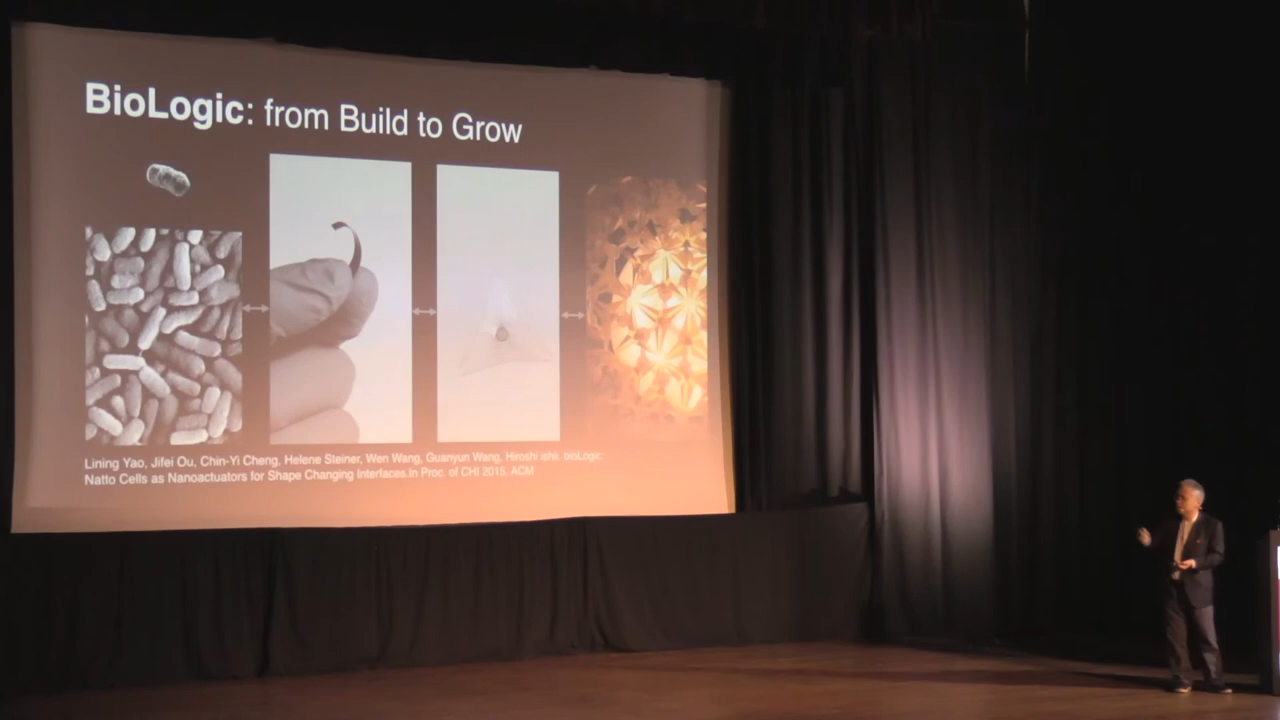 BioLogic: from Build to Grow
Lining Yao, Jifei Ou, Chin-Yi Cheng, Helene Steiner, Wen Wang, Guanyun Wang, Hiroshi ishii. bioLogic:
Natto Cells as Nanoactuators for Shape Changing Interfaces.In Proc. of CHI 2015. ACM